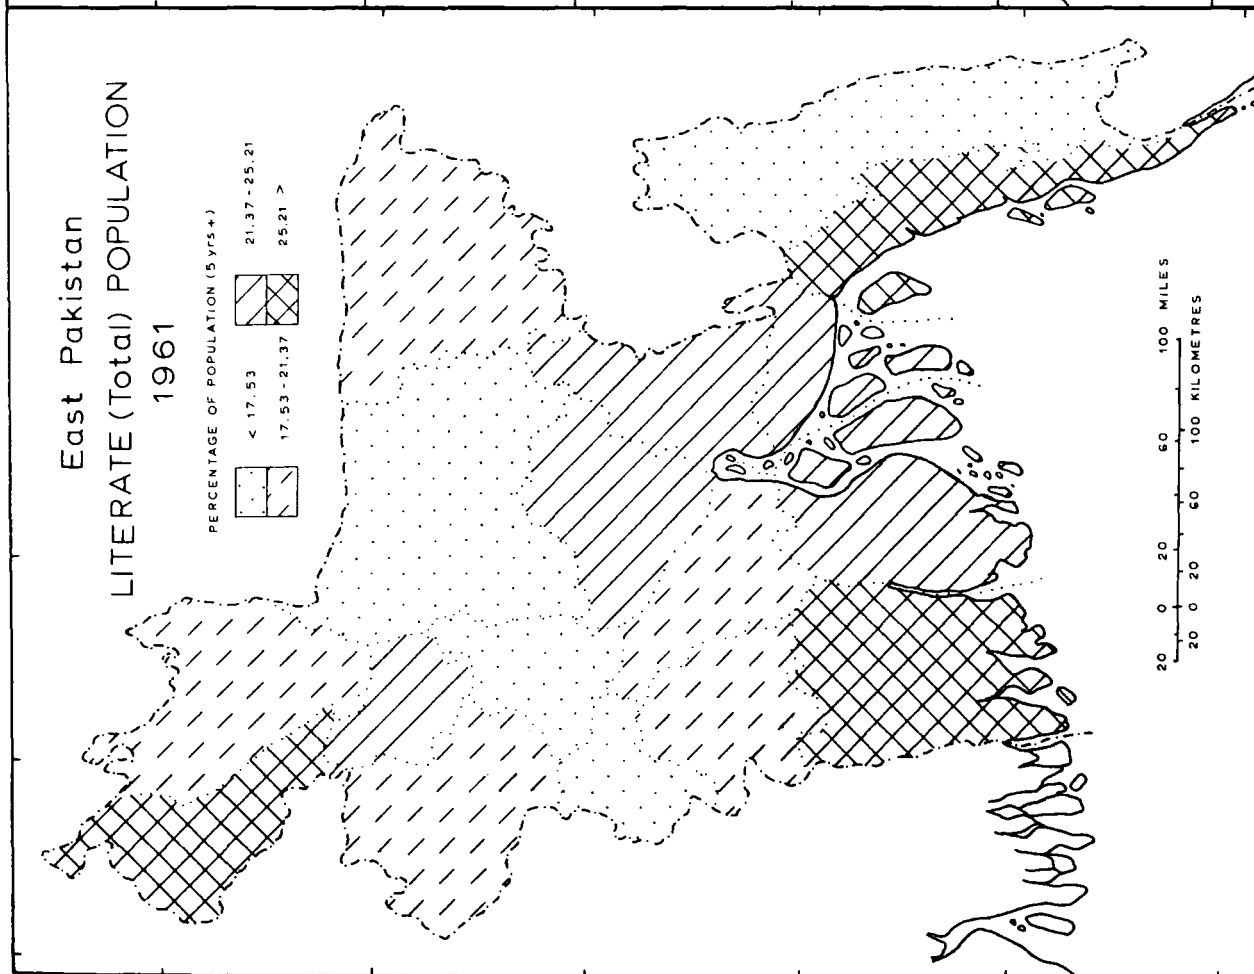 East Pakistan
LITERATE (Total) POPULATION
1961
PERCENTAGE OF POPULATION (5 yrs +)
< 17.53
17.53 - 21.37
21.37 - 25.21
25.21 >
20 0 20 60 100 MILES
20 0 20 60 100 KILOMETRES